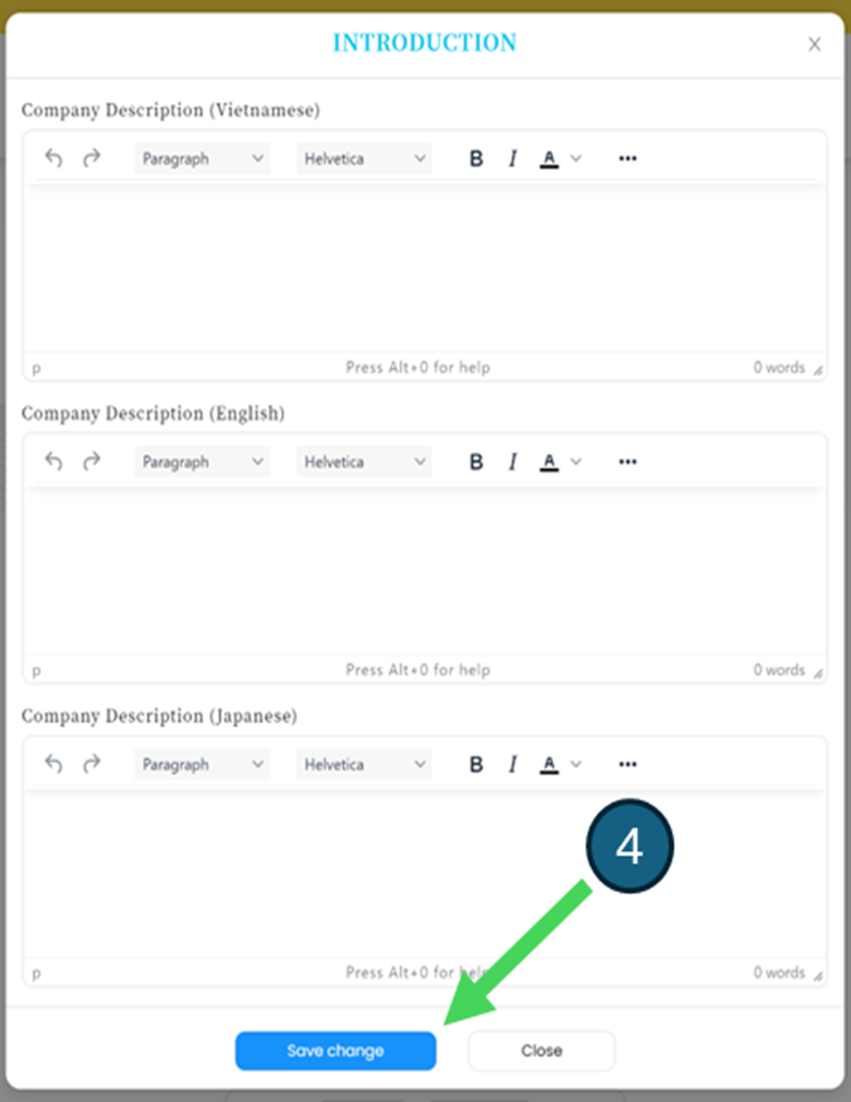 INTRODUCTION X
Company Description (Vietnamese)
Paragraph Helvetica B I A •••
p Press Alt+0 for help 0 words
Company Description (English)
Paragraph Helvetica B I A •••
p Press Alt+0 for help 0 words
Company Description (Japanese)
Paragraph Helvetica B I A •••
4
p Press Alt+0 for help 0 words
Save change Close